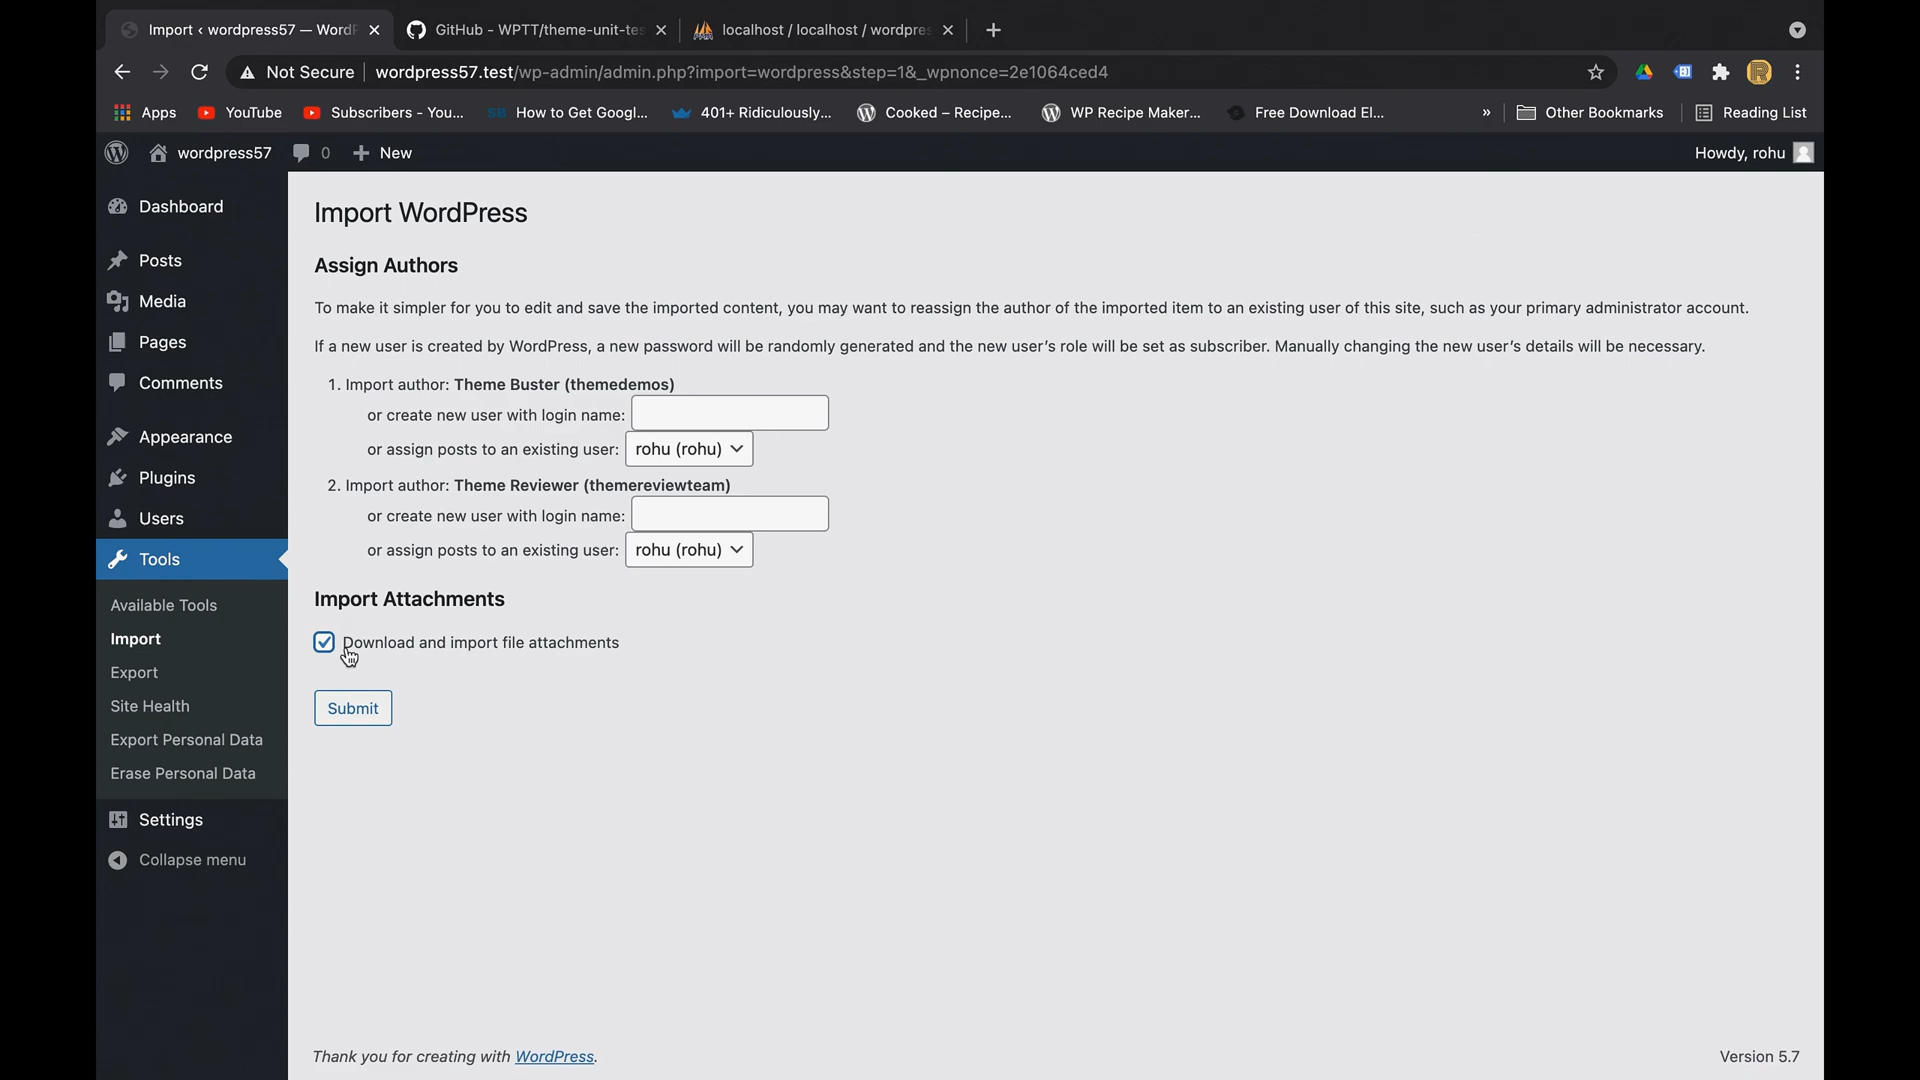 Import ‹ wordpress57 — WordP
GitHub - WPTT/theme-unit-tes
localhost / localhost / wordpres
Not Secure wordpress57.test/wp-admin/admin.php?import=wordpress&step=1&_wpnonce=2e1064ced4
Apps YouTube Subscribers - You... SB How to Get Googl... 401+ Ridiculously... Cooked – Recipe... WP Recipe Maker... Free Download El... » Other Bookmarks Reading List
wordpress57 0 New Howdy, rohu
Dashboard
Posts
Media
Pages
Comments
Appearance
Plugins
Users
Tools
Available Tools
Import
Export
Site Health
Export Personal Data
Erase Personal Data
Settings
Collapse menu
Import WordPress
Assign Authors
To make it simpler for you to edit and save the imported content, you may want to reassign the author of the imported item to an existing user of this site, such as your primary administrator account.
If a new user is created by WordPress, a new password will be randomly generated and the new user’s role will be set as subscriber. Manually changing the new user’s details will be necessary.
1. Import author: Theme Buster (themedemos)
or create new user with login name:
or assign posts to an existing user: rohu (rohu)
2. Import author: Theme Reviewer (themereviewteam)
or create new user with login name:
or assign posts to an existing user: rohu (rohu)
Import Attachments
Download and import file attachments
Submit
Thank you for creating with WordPress.
Version 5.7